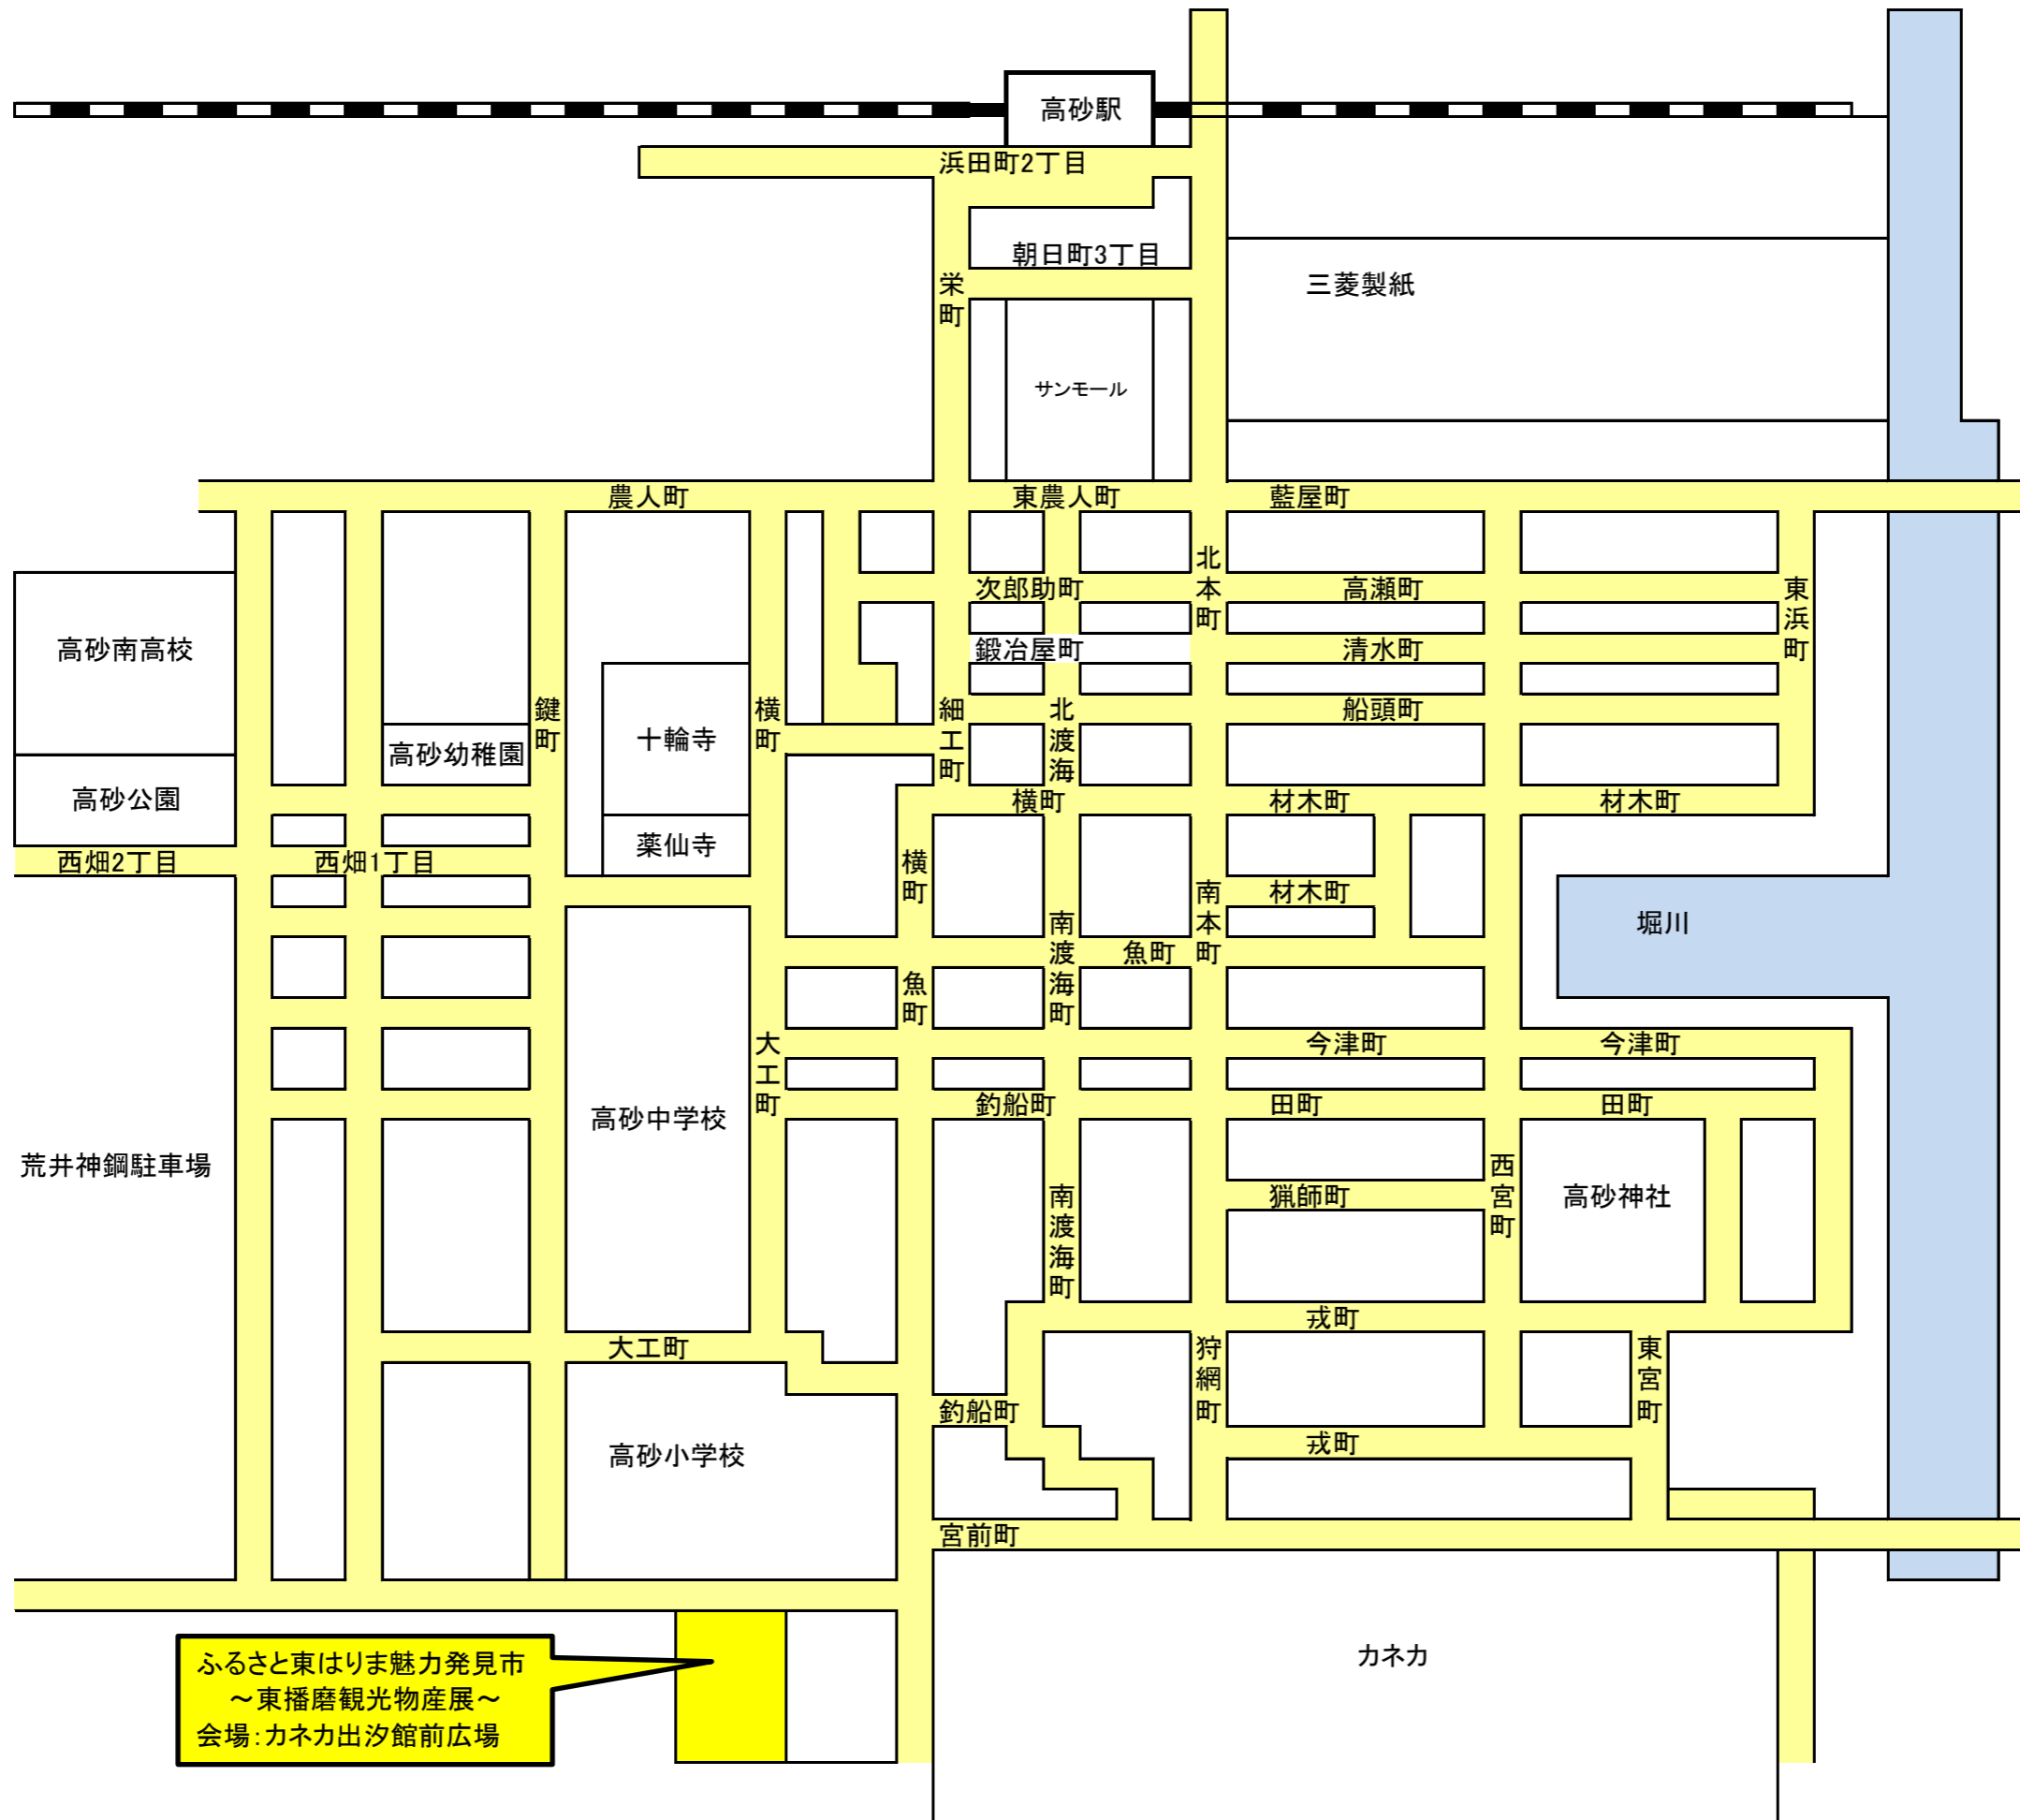 高砂駅
浜田町2丁目
朝日町3丁目
栄町
三菱製紙
サンモール
農人町
東農人町
藍屋町
北本町
次郎助町
高瀬町
東浜町
高砂南高校
鍛冶屋町
清水町
鍵町
横町
細工町
北渡海
船頭町
十輪寺
高砂幼稚園
高砂公園
横町
材木町
材木町
薬仙寺
西畑2丁目
西畑1丁目
横町
南本町
材木町
堀川
南渡海町
魚町
魚町
大工町
今津町
今津町
釣船町
田町
田町
高砂中学校
荒井神鋼駐車場
南渡海町
猟師町
西宮町
高砂神社
戎町
大工町
狩網町
東宮町
釣船町
戎町
高砂小学校
宮前町
カネカ
ふるさと東はりま魅力発見市
～東播磨観光物産展～
会場:カネカ出汐館前広場